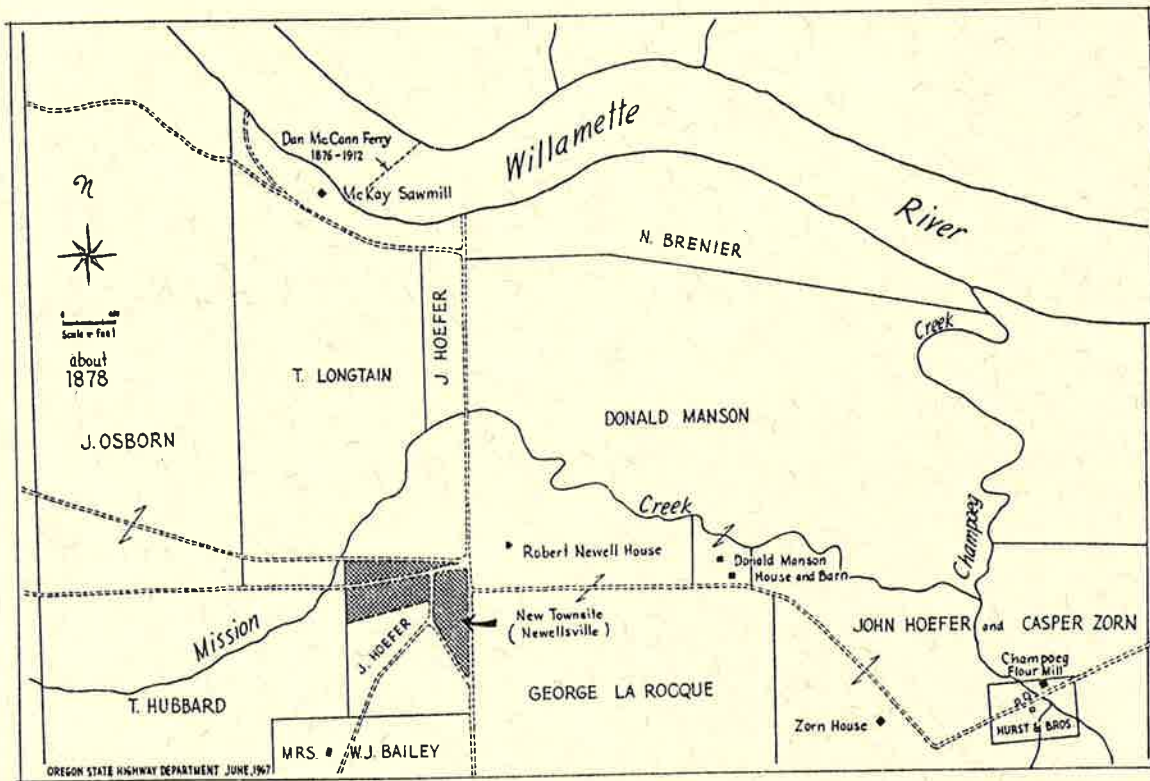 Dan McCann Ferry
1876-1912
McKay Sawmill
Willamette
River
N
N. BRENIER
Scale in feet
about
1878
J. HOEFER
T. LONGTAIN
J. OSBORN
DONALD MANSON
Creek
Champoeg
Creek
Robert Newell House
Donald Manson
House and Barn
New Townsite
(Newellsville)
Mission
J. HOEFER
T. HUBBARD
GEORGE LA ROCQUE
JOHN HOEFER and CASPER ZORN
Champoeg
Flour Mill
HURST & BROS.
Zorn House
MRS. W.J. BAILEY
OREGON STATE HIGHWAY DEPARTMENT JUNE, 1967